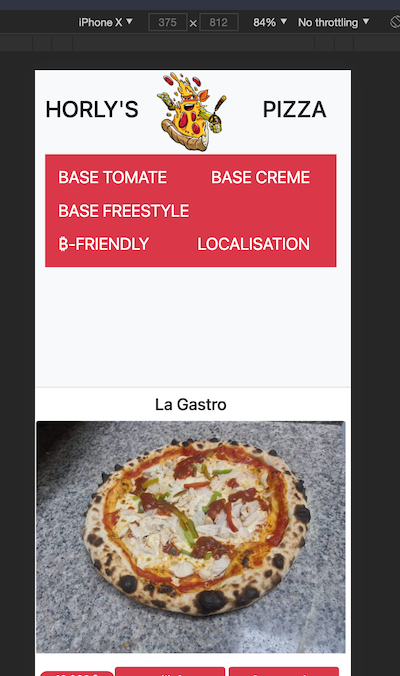 iPhone X ▼ 375 × 812 84% ▼ No throttling ▼
HORLY'S PIZZA
BASE TOMATE BASE CREME
BASE FREESTYLE
₿-FRIENDLY LOCALISATION
La Gastro